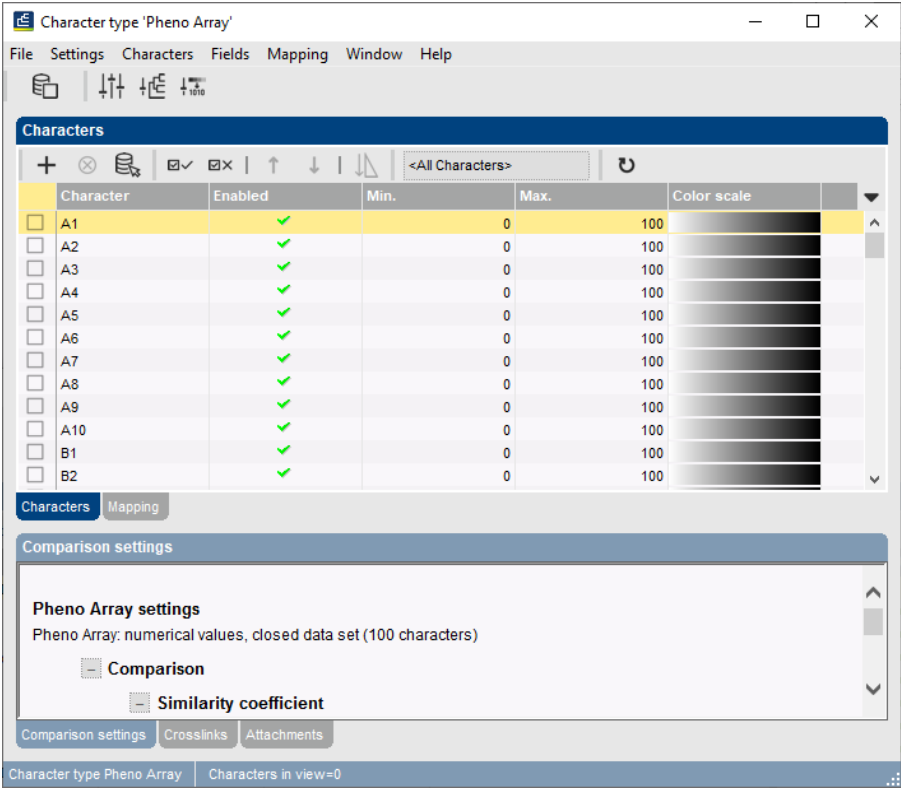 Character type 'Pheno Array'
File Settings Characters Fields Mapping Window Help
1010
Characters
<All Characters>
Character Enabled Min. Max. Color scale
A1 0 100
A2 0 100
A3 0 100
A4 0 100
A5 0 100
A6 0 100
A7 0 100
A8 0 100
A9 0 100
A10 0 100
B1 0 100
B2 0 100
Characters Mapping
Comparison settings
Pheno Array settings
Pheno Array: numerical values, closed data set (100 characters)
Comparison
Similarity coefficient
Comparison settings Crosslinks Attachments
Character type Pheno Array Characters in view=0